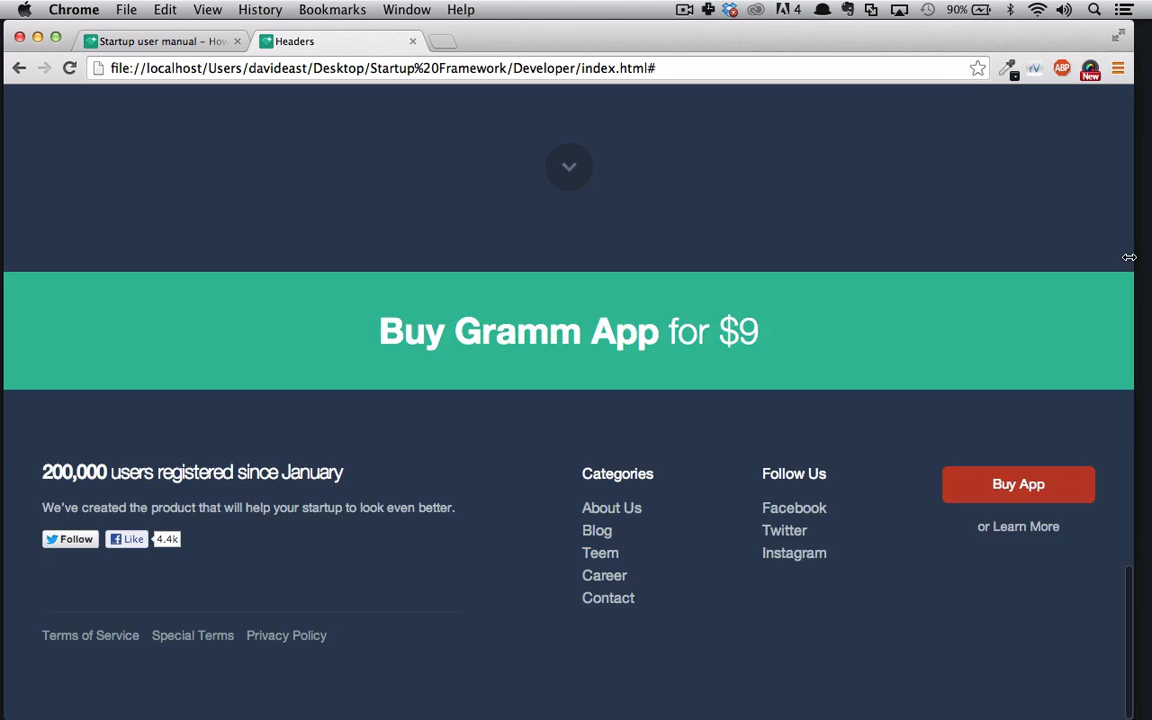 Chrome File Edit View History Bookmarks Window Help 4 90%
Startup user manual – How Headers
file://localhost/Users/davideast/Desktop/Startup%20Framework/Developer/index.html# rV ABP New
Buy Gramm App for $9
200,000 users registered since January
We've created the product that will help your startup to look even better.
Follow Like 4.4k
Terms of Service Special Terms Privacy Policy
Categories
About Us
Blog
Teem
Career
Contact
Follow Us
Facebook
Twitter
Instagram
Buy App
or Learn More